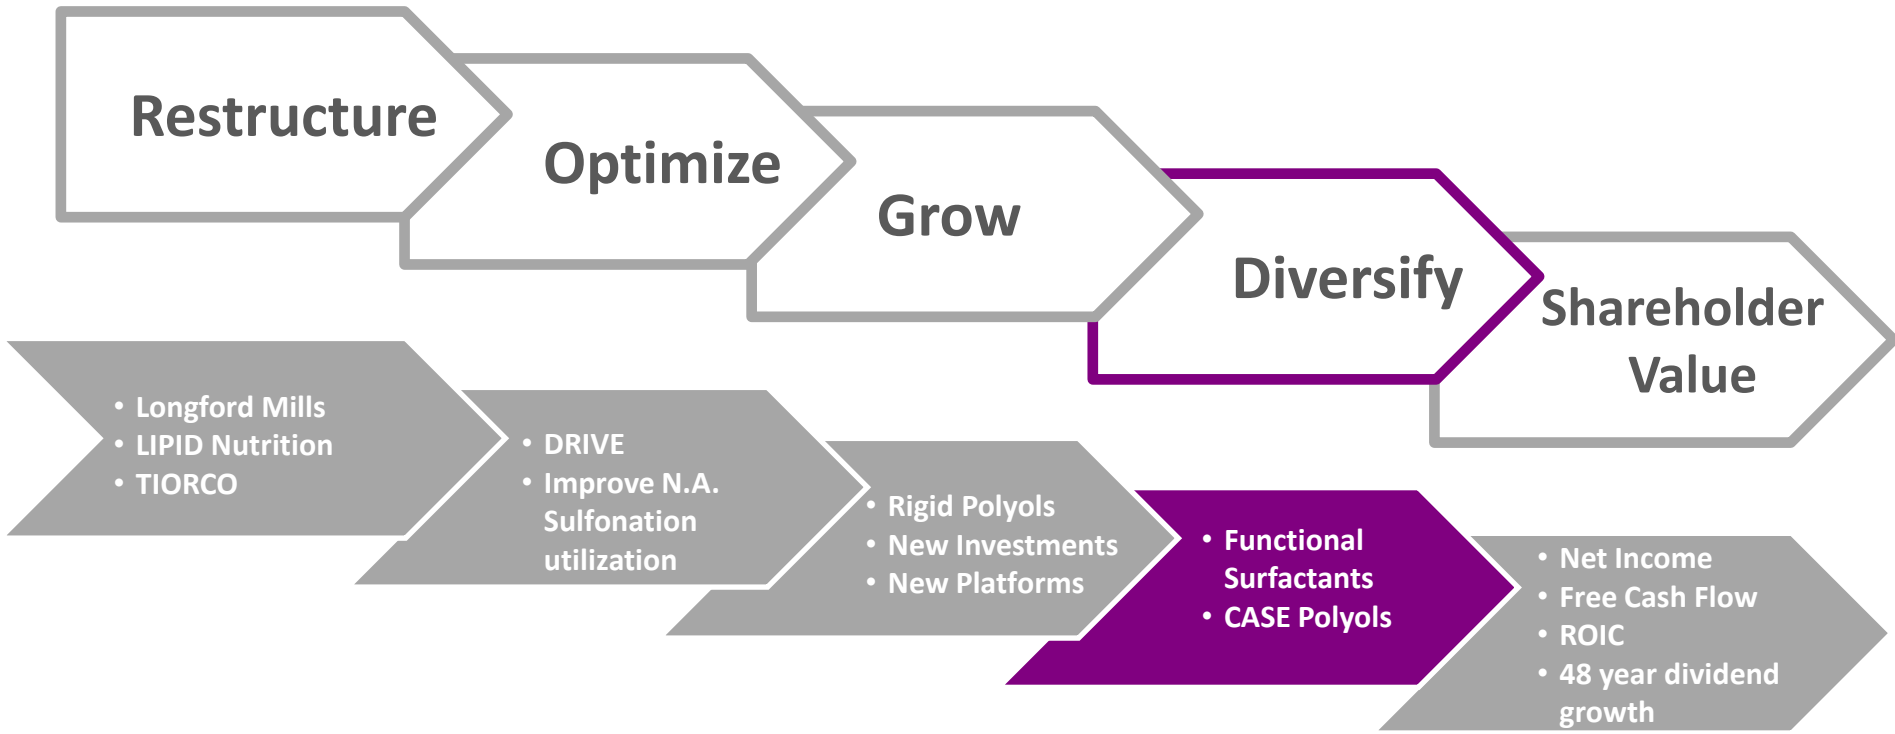 Restructure
Optimize
Grow
Diversify
Shareholder
Value
• Longford Mills
• LIPID Nutrition
• TIORCO
• DRIVE
• Improve N.A.
Sulfonation
utilization
• Rigid Polyols
• New Investments
• New Platforms
• Functional
Surfactants
• CASE Polyols
• Net Income
• Free Cash Flow
• ROIC
• 48 year dividend
growth